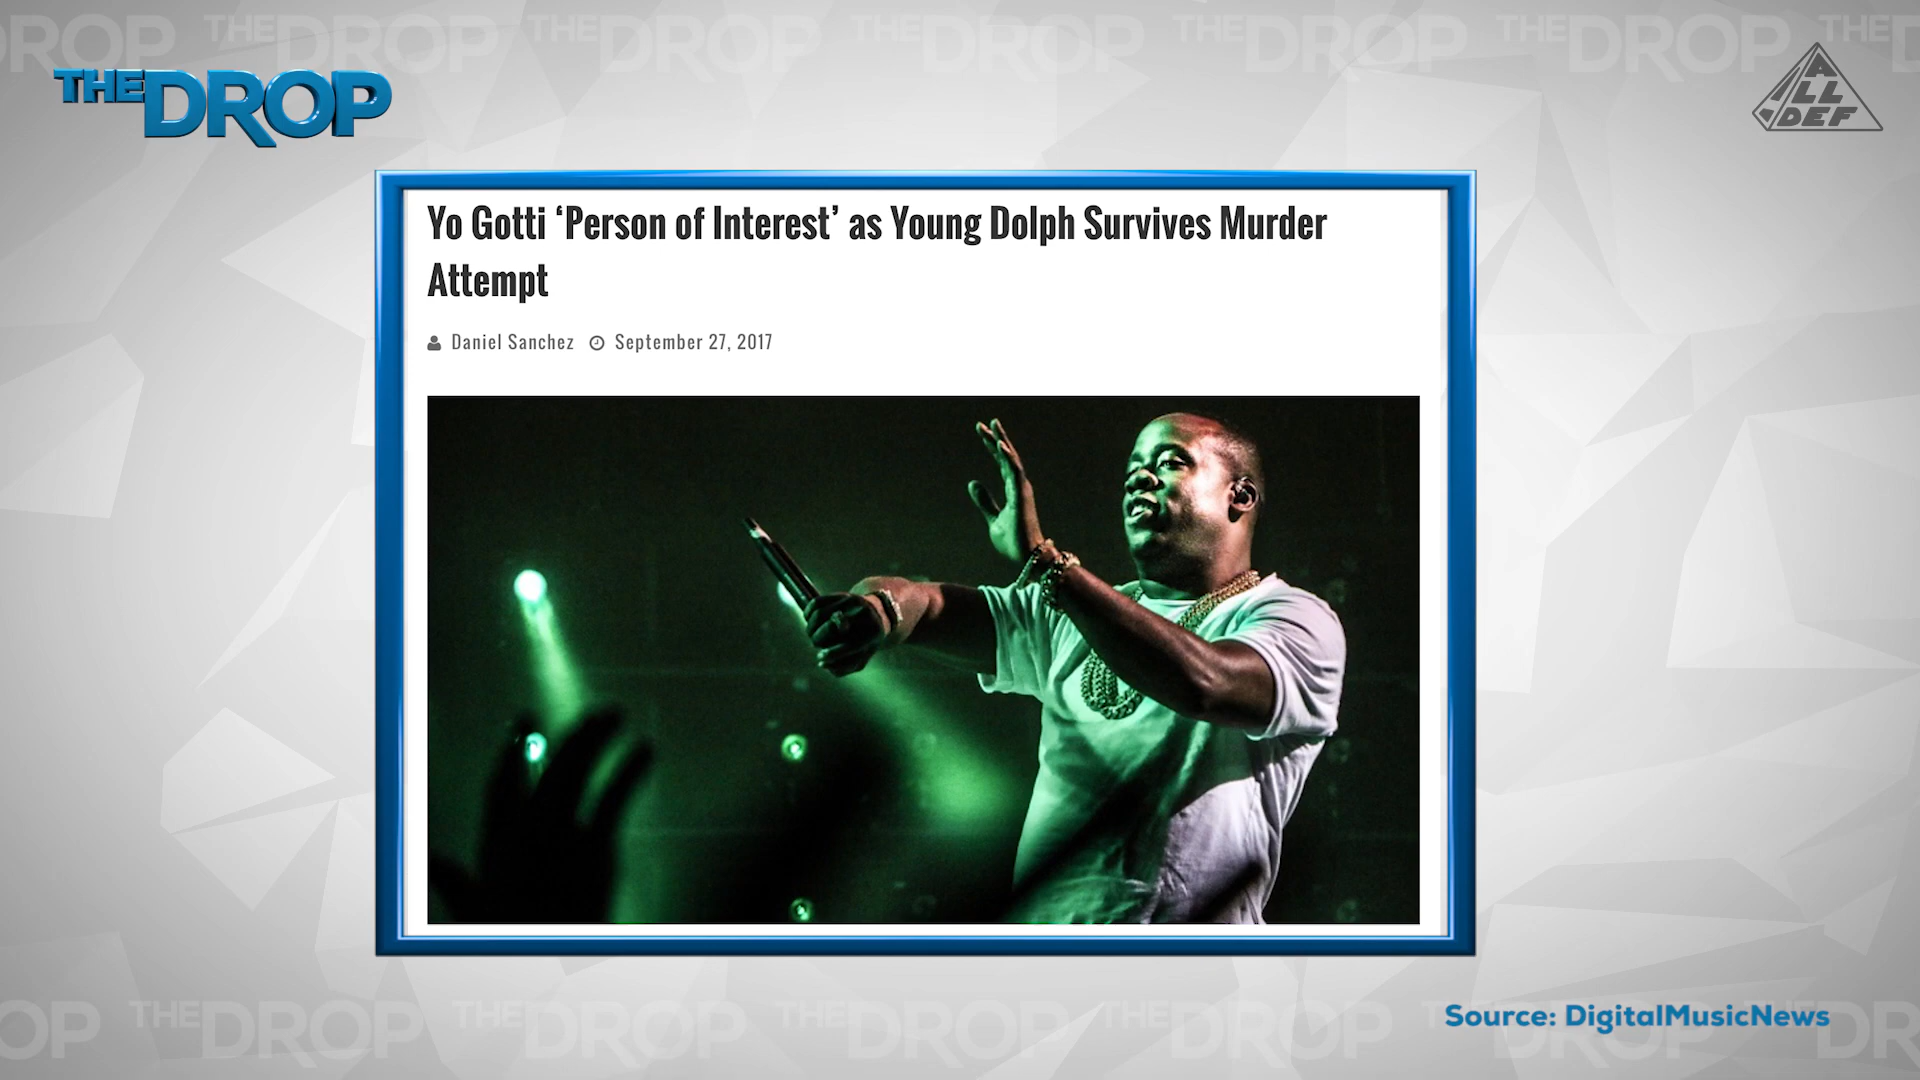 THE DROP
ALL DEF
Yo Gotti ‘Person of Interest’ as Young Dolph Survives Murder
Attempt
Daniel Sanchez September 27, 2017
Source: DigitalMusicNews